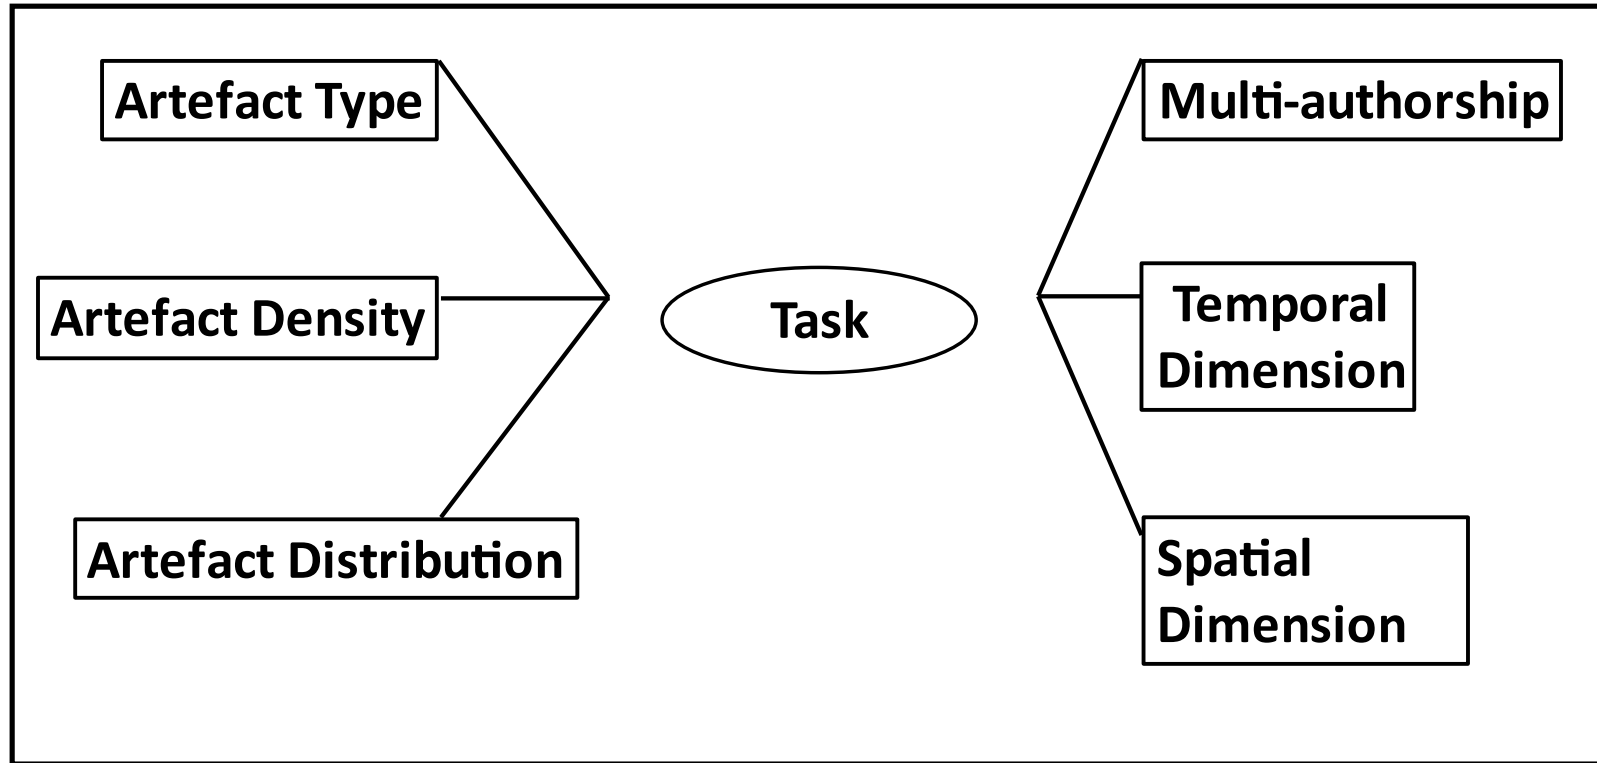 Artefact Type
Multi-authorship
Artefact Density
Task
Temporal
Dimension
Artefact Distribution
Spatial
Dimension